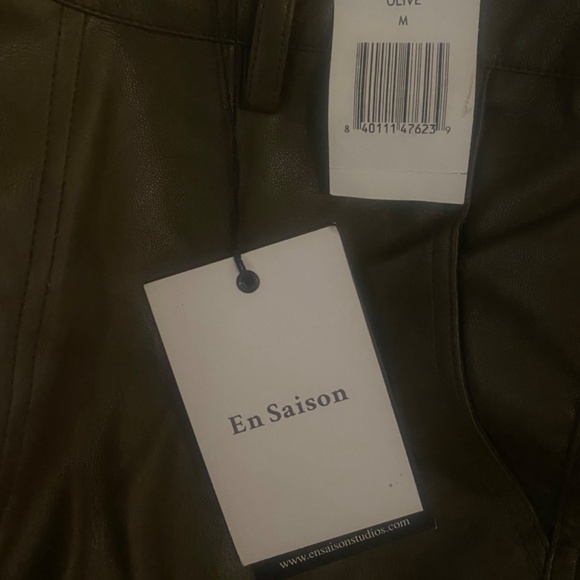 OLIVE
M
8 40111 47623 9
En Saison
www.ensaisonstudios.com